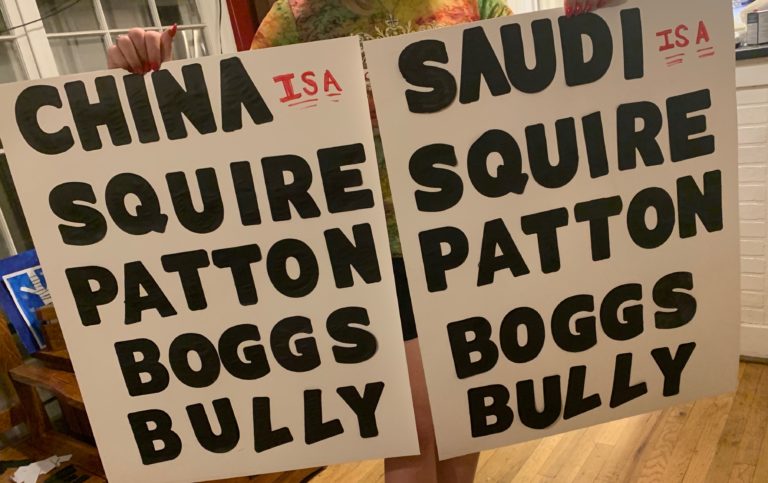 CHINA IS A
SQUIRE
PATTON
BOGGS
BULLY
SAUDI IS A
SQUIRE
PATTON
BOGGS
BULLY